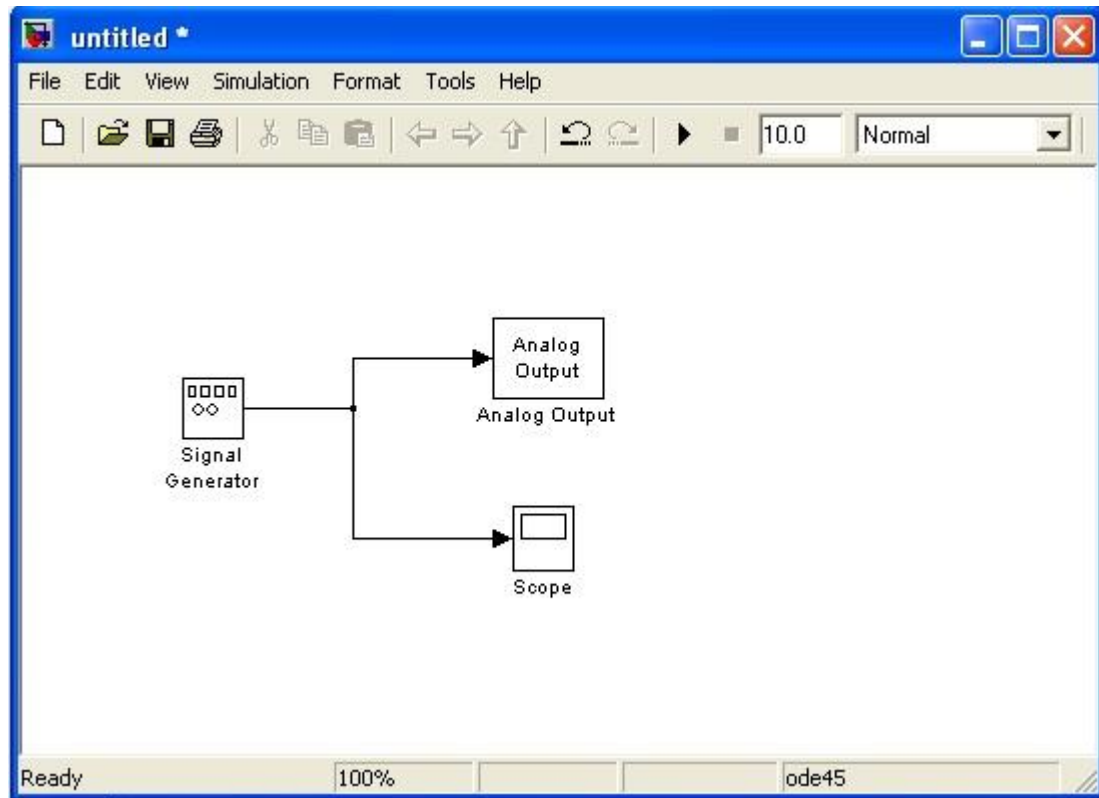 untitled *
File Edit View Simulation Format Tools Help
10.0 Normal
Analog
Output
Analog Output
Signal
Generator
Scope
Ready 100% ode45